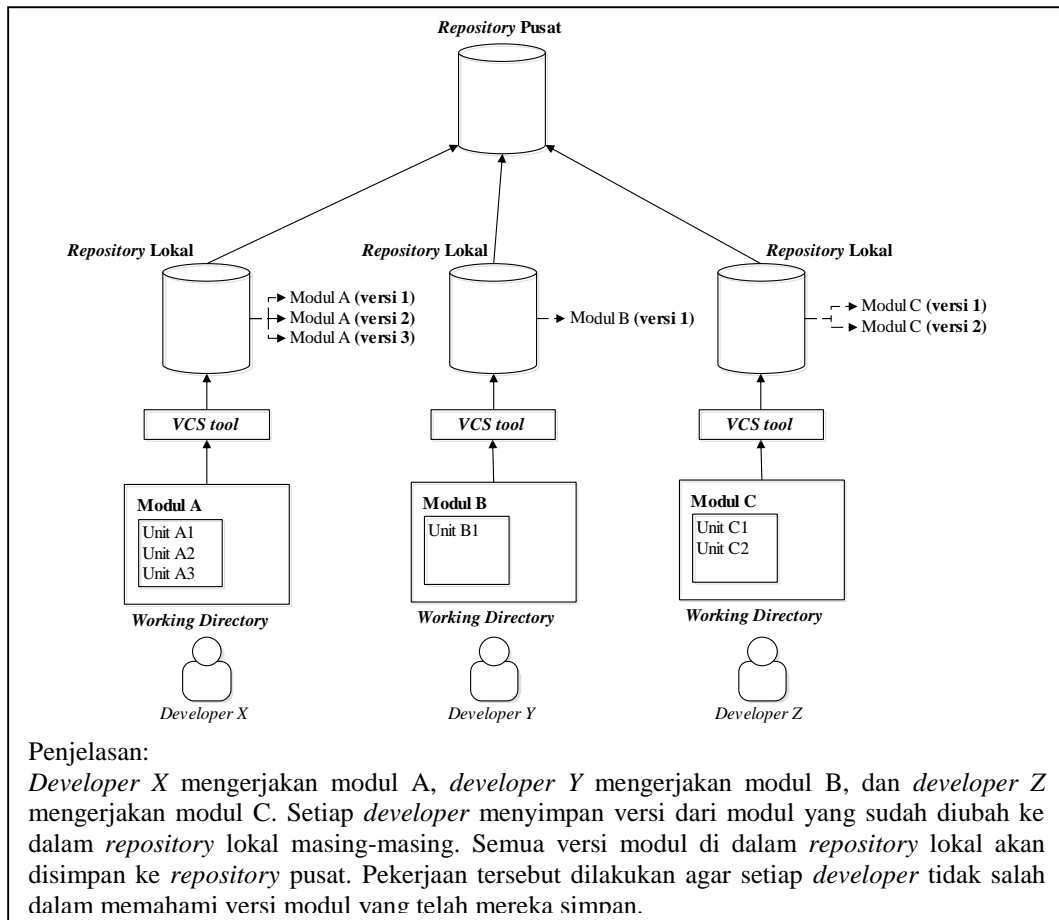 Repository Pusat
Repository Lokal
Repository Lokal
Repository Lokal
Modul A (versi 1)
Modul A (versi 2)
Modul A (versi 3)
Modul B (versi 1)
Modul C (versi 1)
Modul C (versi 2)
VCS tool
VCS tool
VCS tool
Modul A
Unit A1
Unit A2
Unit A3
Modul B
Unit B1
Modul C
Unit C1
Unit C2
Working Directory
Working Directory
Working Directory
Developer X
Developer Y
Developer Z
Penjelasan:
Developer X mengerjakan modul A, developer Y mengerjakan modul B, dan developer Z
mengerjakan modul C. Setiap developer menyimpan versi dari modul yang sudah diubah ke
dalam repository lokal masing-masing. Semua versi modul di dalam repository lokal akan
disimpan ke repository pusat. Pekerjaan tersebut dilakukan agar setiap developer tidak salah
dalam memahami versi modul yang telah mereka simpan.